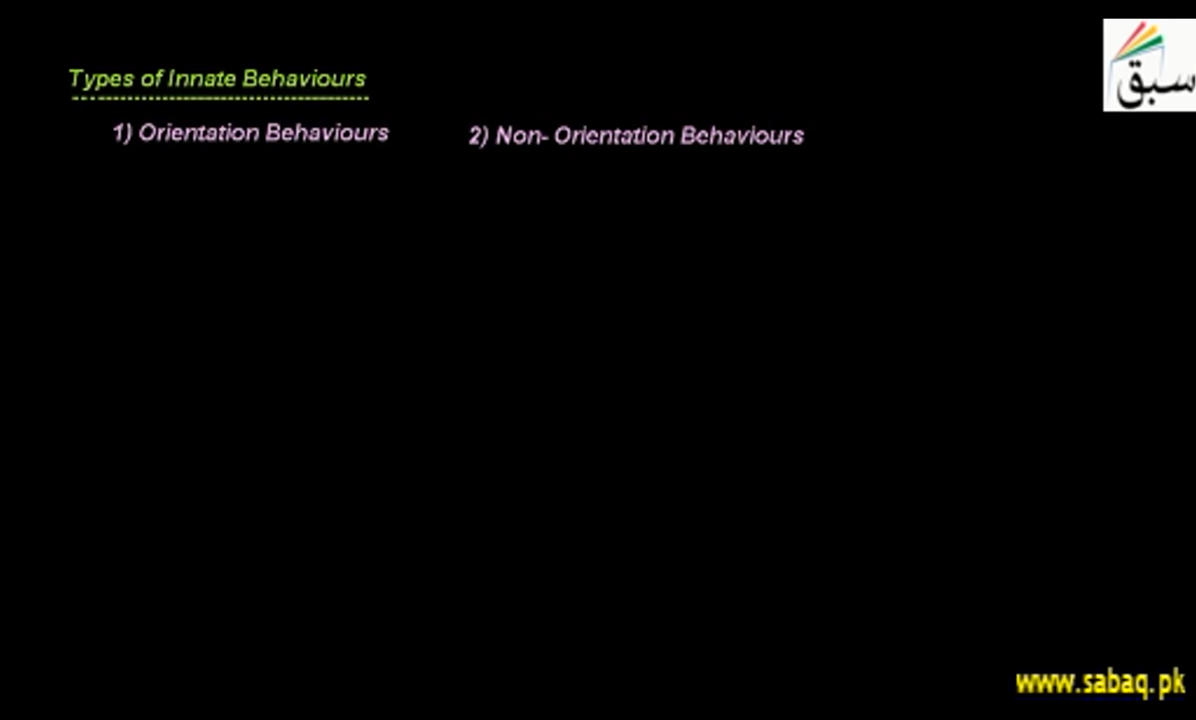 Types of Innate Behaviours
1) Orientation Behaviours
2) Non- Orientation Behaviours
سبق
www.sabaq.pk